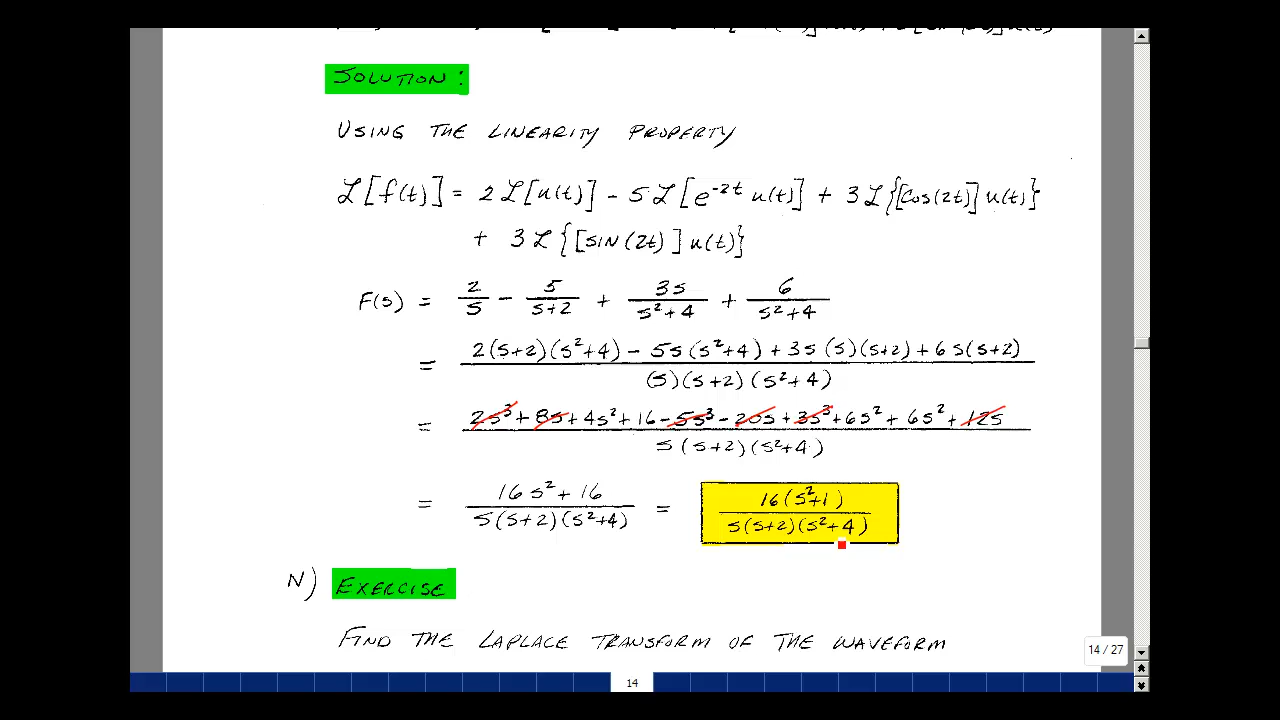 SOLUTION:
USING THE LINEARITY PROPERTY
ℒ[f(t)] = 2ℒ[u(t)] - 5ℒ[e^-2t u(t)] + 3ℒ{[cos(2t)]u(t)}
+ 3ℒ{[sin(2t)]u(t)}
F(s) = 2/s - 5/(s+2) + 3s/(s²+4) + 6/(s²+4)
= 2(s+2)(s²+4) - 5s(s²+4) + 3s(s)(s+2) + 6s(s+2)
(s)(s+2)(s²+4)
= 2s³ + 8s + 4s² + 16 - 5s³ - 20s + 3s³ + 6s² + 6s² + 12s
s(s+2)(s²+4)
= 16s² + 16 / s(s+2)(s²+4) = 16(s²+1) / s(s+2)(s²+4)
N) EXERCISE
FIND THE LAPLACE TRANSFORM OF THE WAVEFORM
14 / 27
14